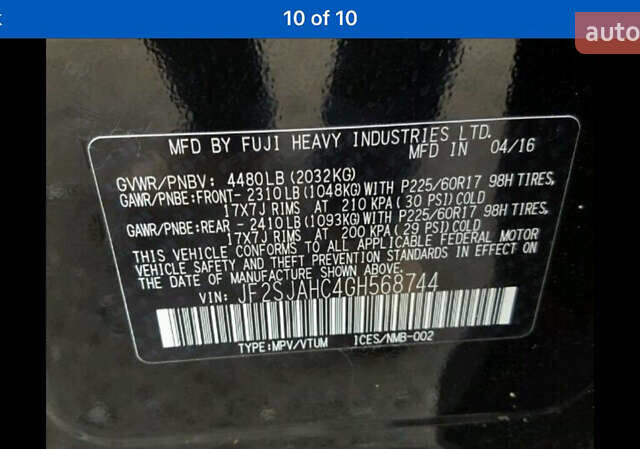 10 of 10
auto
MFD BY FUJI HEAVY INDUSTRIES LTD.
MFD IN 04/16
GVWR/PNBV: 4480LB(2032KG)
GAWR/PNBE:FRONT- 2310LB(1048KG)WITH P225/60R17 98H TIRES,
17X7J RIMS AT 210 KPA(30 PSI)COLD
GAWR/PNBE:REAR - 2410LB(1093KG)WITH P225/60R17 98H TIRES,
17X7J RIMS AT 200 KPA(29 PSI)COLD
THIS VEHICLE CONFORMS TO ALL APPLICABLE FEDERAL MOTOR
VEHICLE SAFETY AND THEFT PREVENTION STANDARDS IN EFFECT ON
THE DATE OF MANUFACTURE SHOWN ABOVE.
VIN: JF2SJAHC4GH568744
TYPE:MPV/VTUM ICES/NMB-002